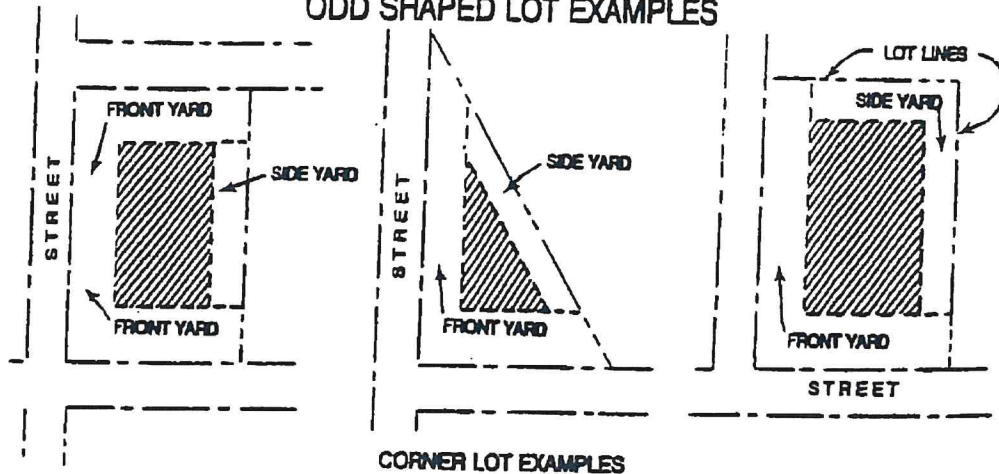 ODD SHAPED LOT EXAMPLES
FRONT YARD
SIDE YARD
STREET
FRONT YARD
SIDE YARD
STREET
FRONT YARD
LOT LINES
SIDE YARD
FRONT YARD
STREET
CORNER LOT EXAMPLES